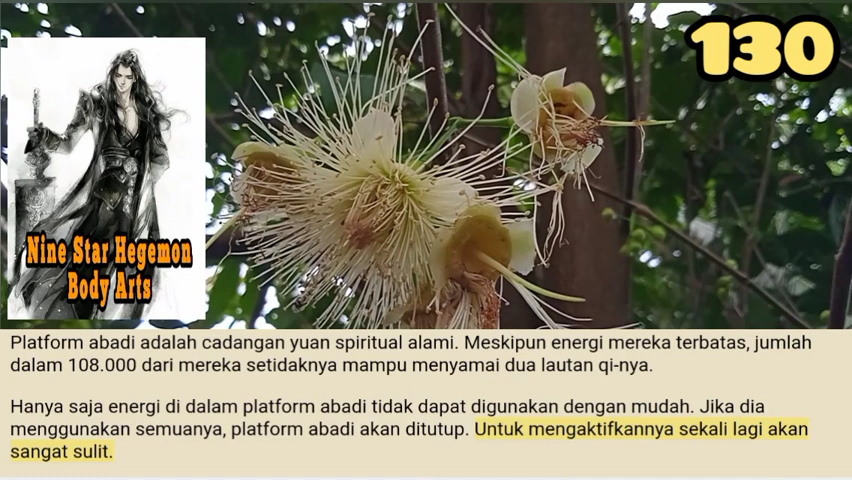 130
Nine Star Hegemon
Body Arts
Platform abadi adalah cadangan yuan spiritual alami. Meskipun energi mereka terbatas, jumlah
dalam 108.000 dari mereka setidaknya mampu menyamai dua lautan qi-nya.
Hanya saja energi di dalam platform abadi tidak dapat digunakan dengan mudah. Jika dia
menggunakan semuanya, platform abadi akan ditutup. Untuk mengaktifkannya sekali lagi akan
sangat sulit.